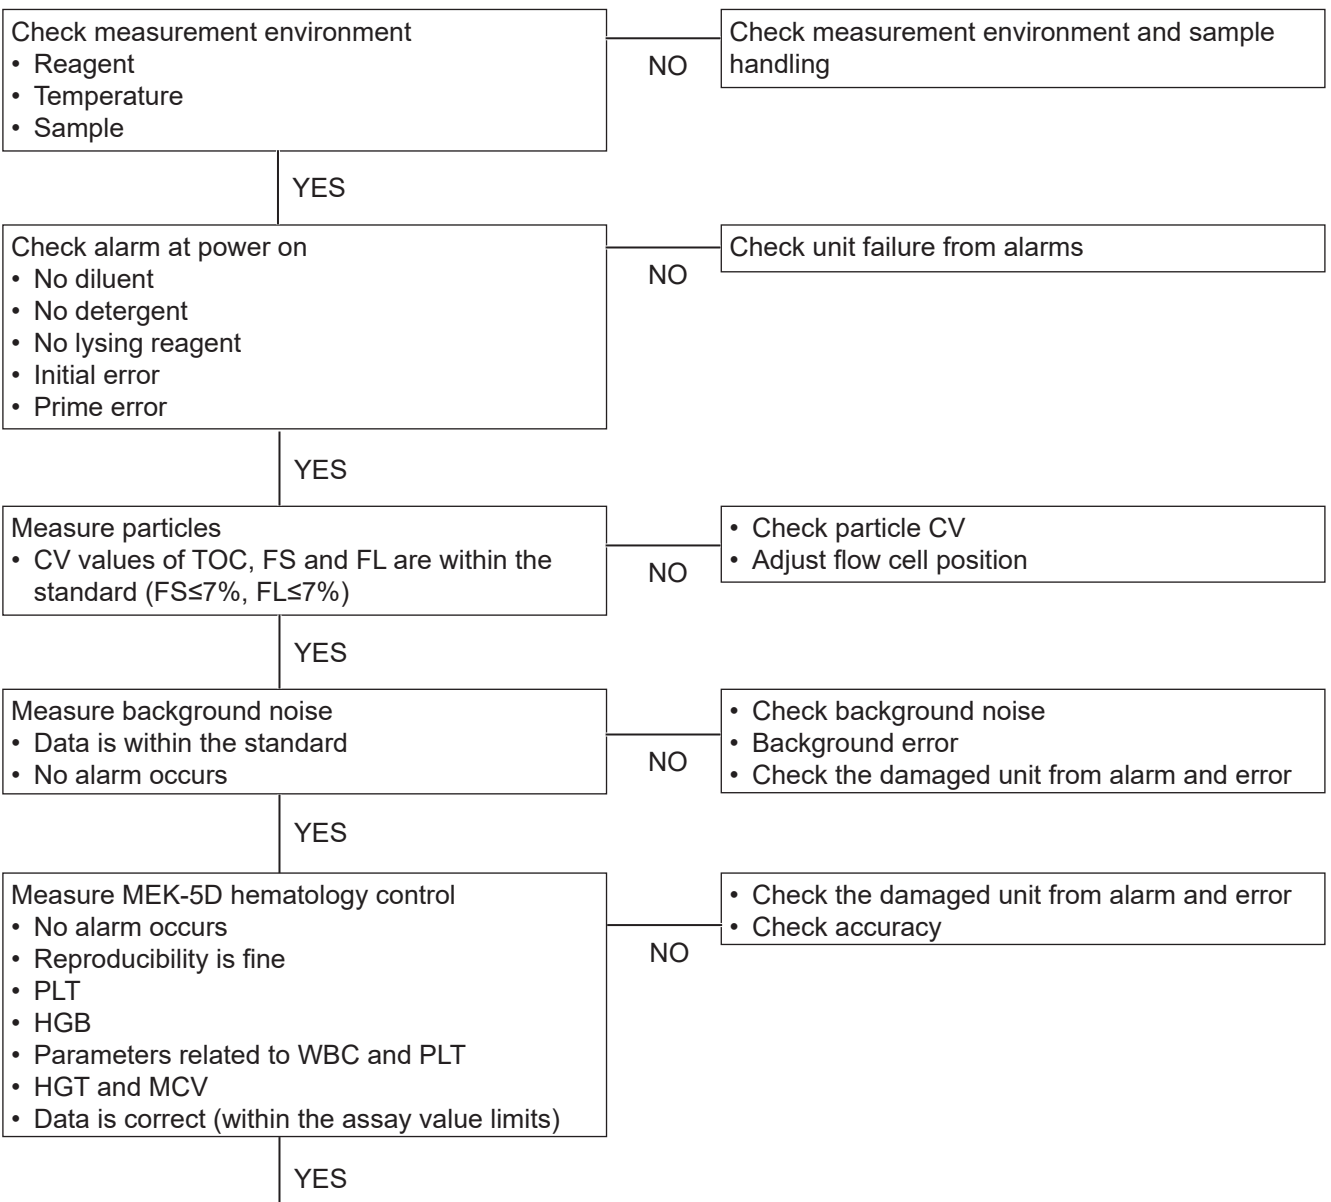 Check measurement environment
• Reagent
• Temperature
• Sample
NO
Check measurement environment and sample
handling
YES
Check alarm at power on
• No diluent
• No detergent
• No lysing reagent
• Initial error
• Prime error
NO
Check unit failure from alarms
YES
Measure particles
• CV values of TOC, FS and FL are within the
standard (FS≤7%, FL≤7%)
NO
• Check particle CV
• Adjust flow cell position
YES
Measure background noise
• Data is within the standard
• No alarm occurs
NO
• Check background noise
• Background error
• Check the damaged unit from alarm and error
YES
Measure MEK-5D hematology control
• No alarm occurs
• Reproducibility is fine
• PLT
• HGB
• Parameters related to WBC and PLT
• HGT and MCV
• Data is correct (within the assay value limits)
NO
• Check the damaged unit from alarm and error
• Check accuracy
YES